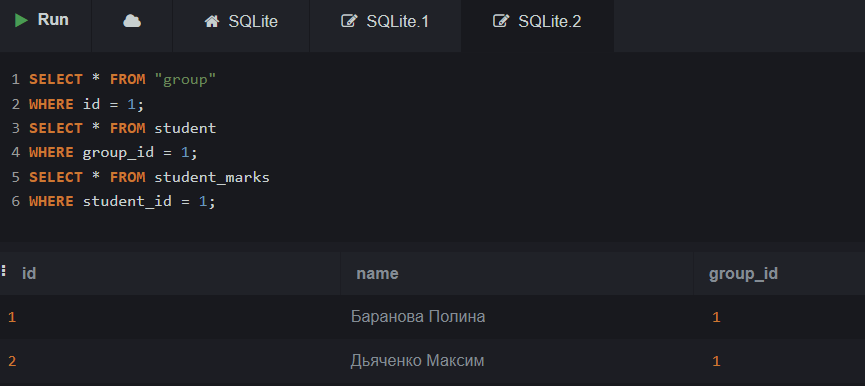 Run SQLite SQLite.1 SQLite.2
1 SELECT * FROM "group"
2 WHERE id = 1;
3 SELECT * FROM student
4 WHERE group_id = 1;
5 SELECT * FROM student_marks
6 WHERE student_id = 1;
id name group_id
1 Баранова Полина 1
2 Дьяченко Максим 1